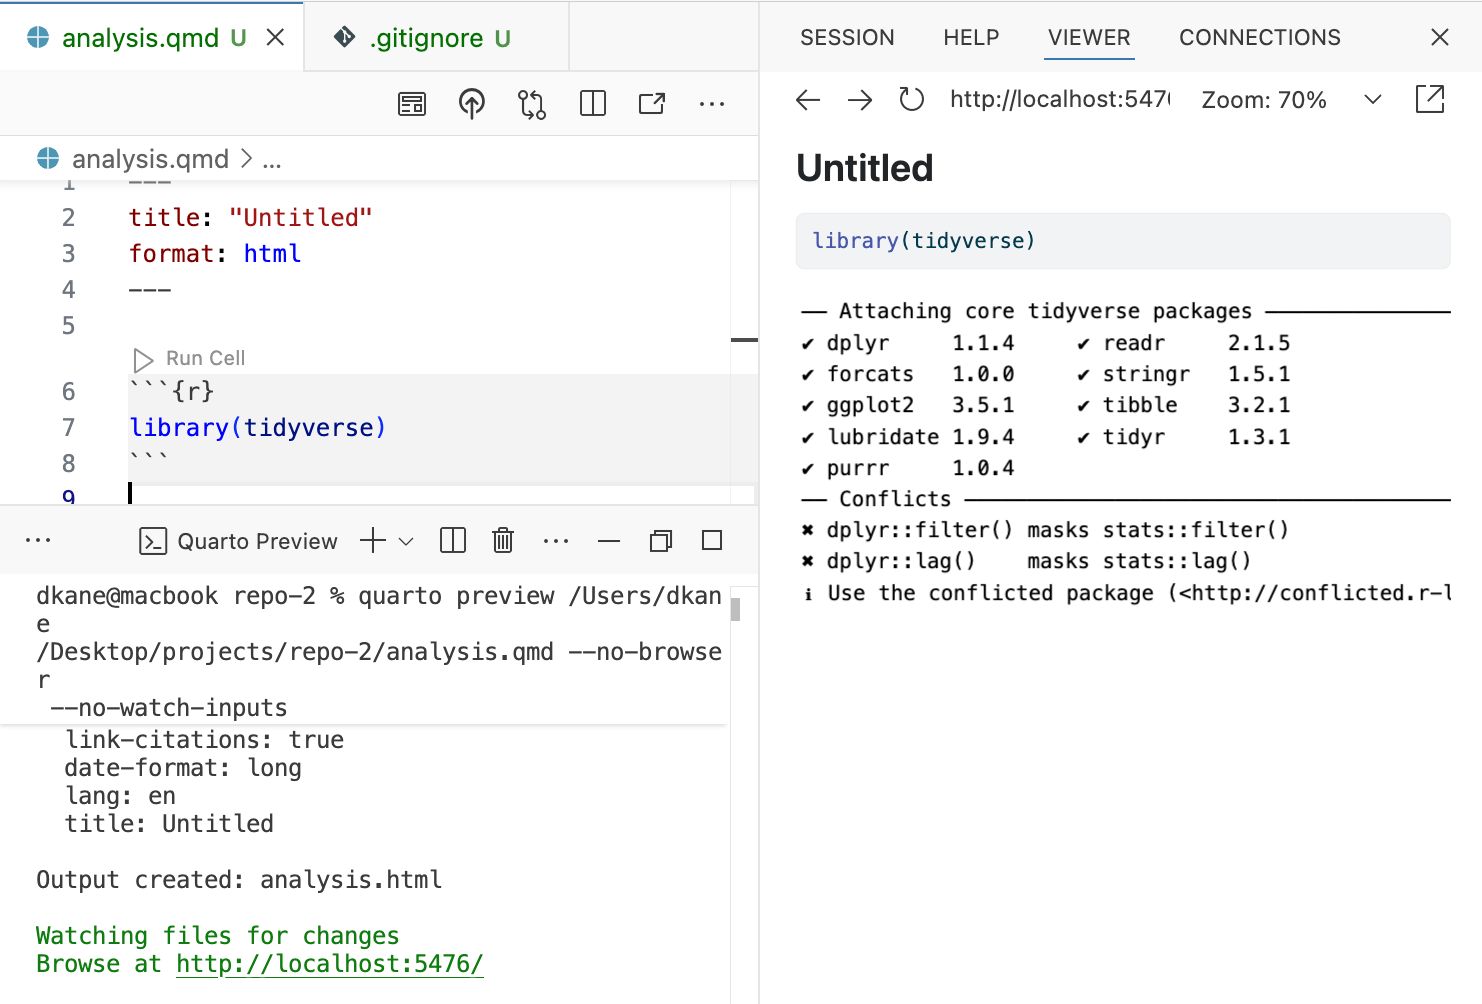 analysis.qmd U
.gitignore U
analysis.qmd > ...
1 ---
2 title: "Untitled"
3 format: html
4 ---
5
Run Cell
6 ```{r}
7 library(tidyverse)
8 ```
9
Quarto Preview
dkane@macbook repo-2 % quarto preview /Users/dkan
e
/Desktop/projects/repo-2/analysis.qmd --no-browse
r
--no-watch-inputs
link-citations: true
date-format: long
lang: en
title: Untitled
Output created: analysis.html
Watching files for changes
Browse at http://localhost:5476/
SESSION HELP VIEWER CONNECTIONS
http://localhost:547 Zoom: 70%
Untitled
library(tidyverse)
── Attaching core tidyverse packages ──
✔ dplyr 1.1.4 ✔ readr 2.1.5
✔ forcats 1.0.0 ✔ stringr 1.5.1
✔ ggplot2 3.5.1 ✔ tibble 3.2.1
✔ lubridate 1.9.4 ✔ tidyr 1.3.1
✔ purrr 1.0.4
── Conflicts ──
✖ dplyr::filter() masks stats::filter()
✖ dplyr::lag() masks stats::lag()
ℹ Use the conflicted package (<http://conflicted.r-l